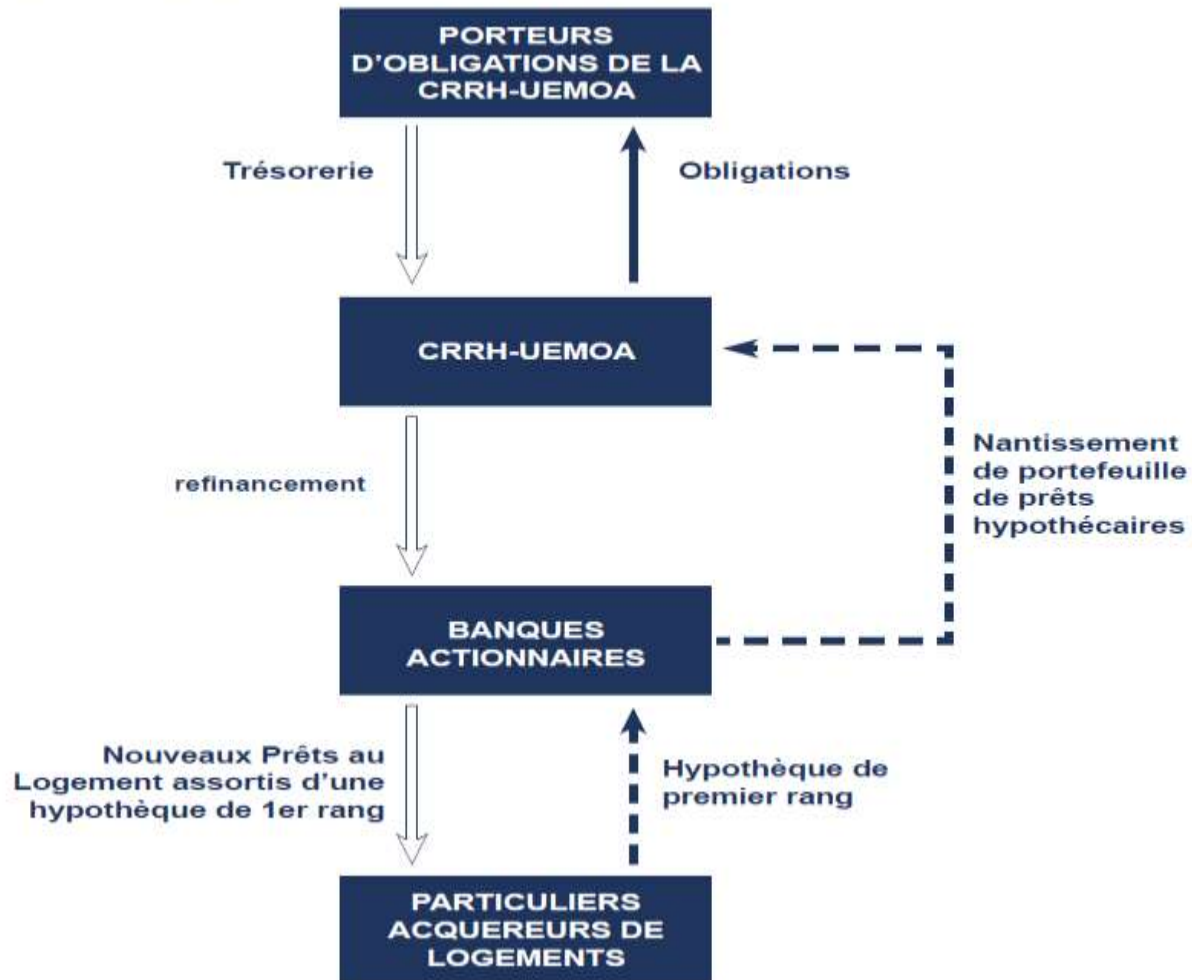 PORTEURS
D'OBLIGATIONS DE LA
CRRH-UEMOA
Trésorerie
Obligations
CRRH-UEMOA
refinancement
Nantissement
de portefeuille
de prêts
hypothécaires
BANQUES
ACTIONNAIRES
Nouveaux Prêts au
Logement assortis d'une
hypothèque de 1er rang
Hypothèque de
premier rang
PARTICULIERS
ACQUEREURS DE
LOGEMENTS